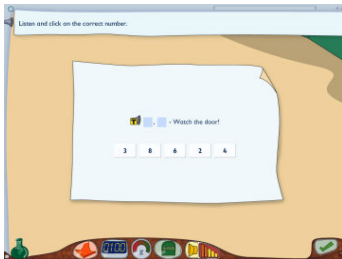 Listen and click on the correct number.
, - Watch the door!
3 8 6 2 4